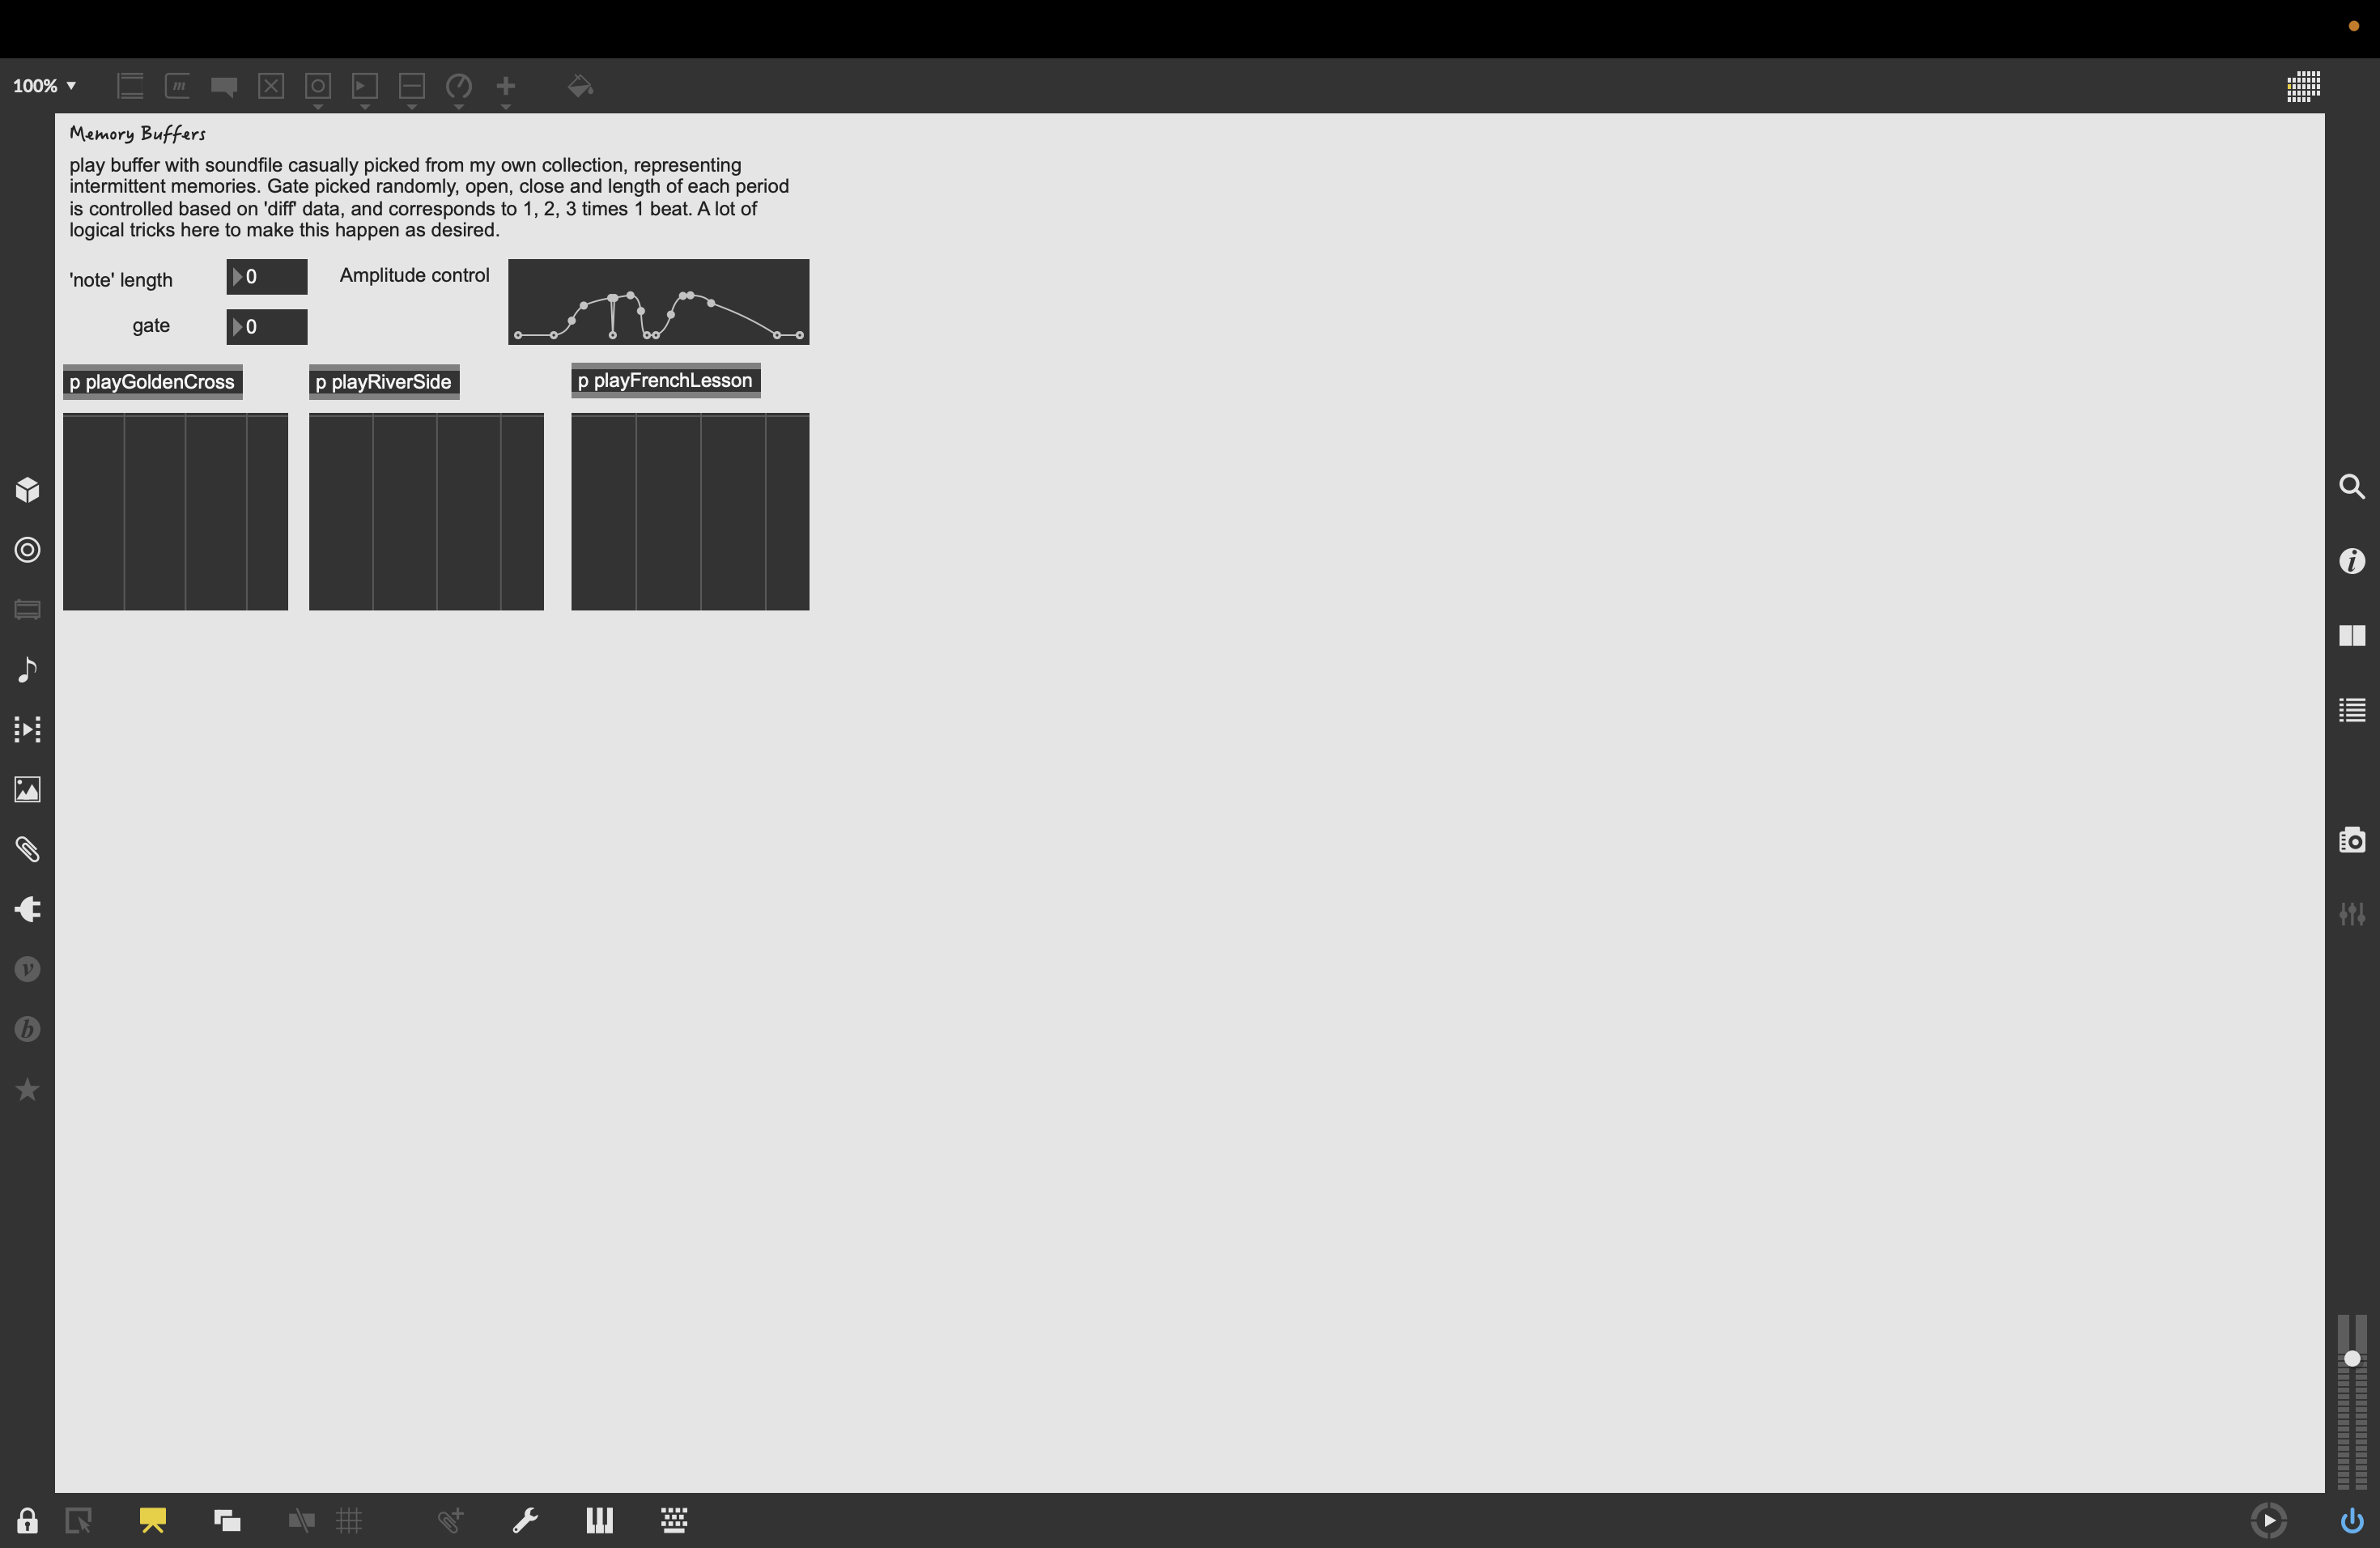 100%
m
Memory Buffers
play buffer with soundfile casually picked from my own collection, representing
intermittent memories. Gate picked randomly, open, close and length of each period
is controlled based on 'diff' data, and corresponds to 1, 2, 3 times 1 beat. A lot of
logical tricks here to make this happen as desired.
'note' length
0
Amplitude control
gate
0
p playGoldenCross
p playRiverSide
p playFrenchLesson
i
v
b